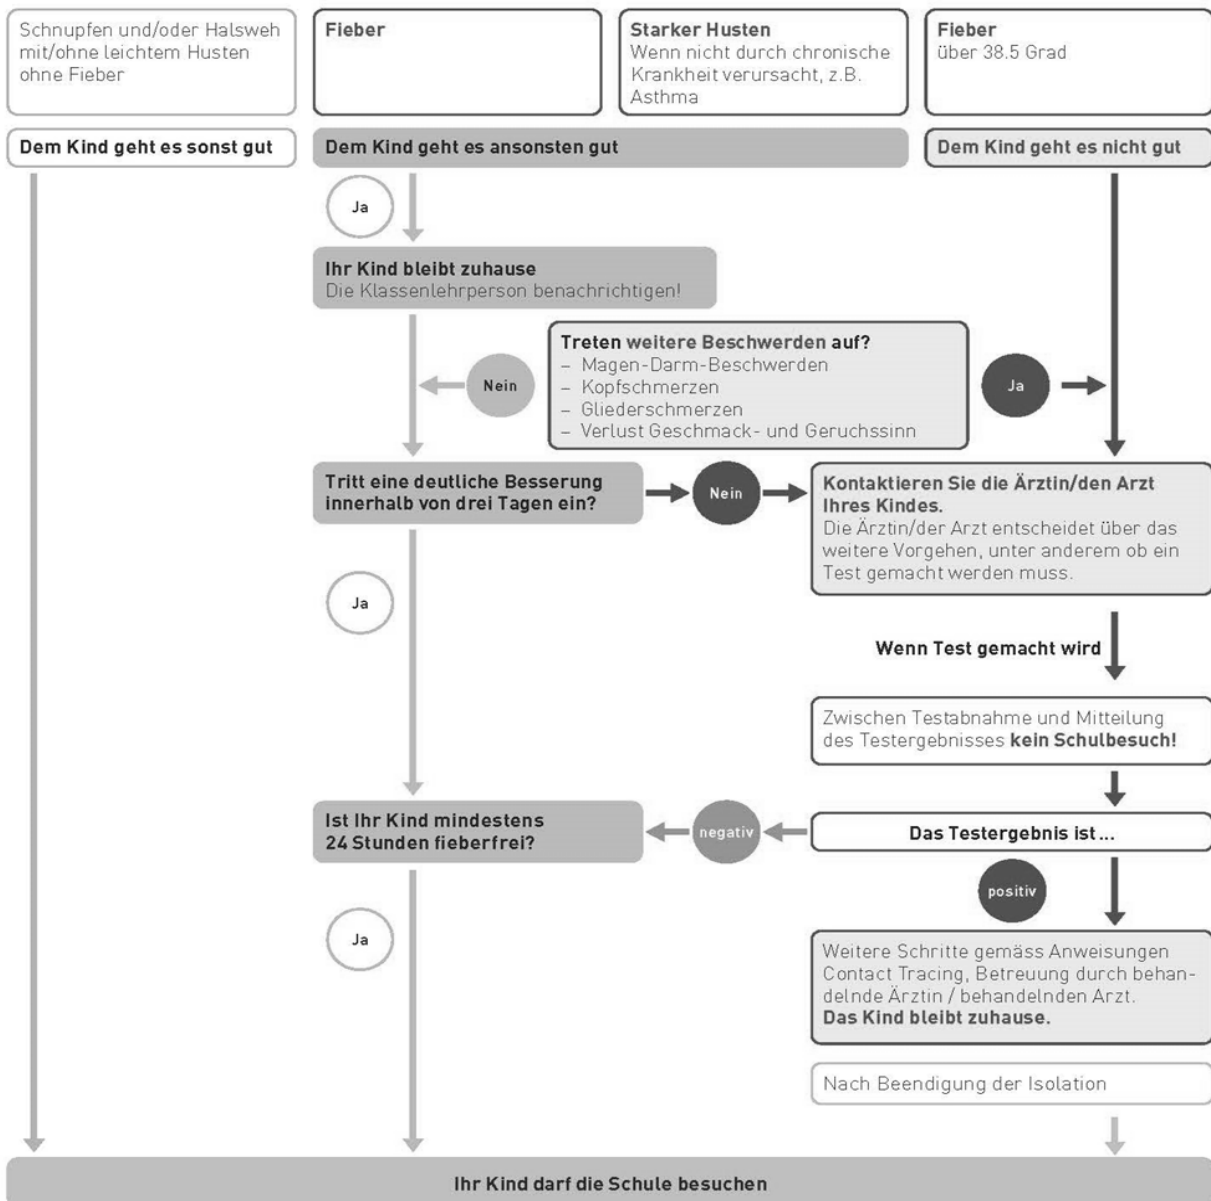 Schnupfen und/oder Halsweh
mit/ohne leichtem Husten
ohne Fieber
Fieber
Starker Husten
Wenn nicht durch chronische
Krankheit verursacht, z.B.
Asthma
Fieber
über 38.5 Grad
Dem Kind geht es sonst gut
Dem Kind geht es ansonsten gut
Dem Kind geht es nicht gut
Ja
Ihr Kind bleibt zuhause
Die Klassenlehrperson benachrichtigen!
Treten weitere Beschwerden auf?
– Magen-Darm-Beschwerden
– Kopfschmerzen
– Gliederschmerzen
– Verlust Geschmack- und Geruchssinn
Nein
Ja
Tritt eine deutliche Besserung
innerhalb von drei Tagen ein?
Nein
Kontaktieren Sie die Ärztin/den Arzt
Ihres Kindes.
Die Ärztin/der Arzt entscheidet über das
weitere Vorgehen, unter anderem ob ein
Test gemacht werden muss.
Ja
Wenn Test gemacht wird
Zwischen Testabnahme und Mitteilung
des Testergebnisses kein Schulbesuch!
Ist Ihr Kind mindestens
24 Stunden fieberfrei?
negativ
Das Testergebnis ist ...
positiv
Ja
Weitere Schritte gemäss Anweisungen
Contact Tracing, Betreuung durch behan-
delnde Ärztin / behandelnden Arzt.
Das Kind bleibt zuhause.
Nach Beendigung der Isolation
Ihr Kind darf die Schule besuchen